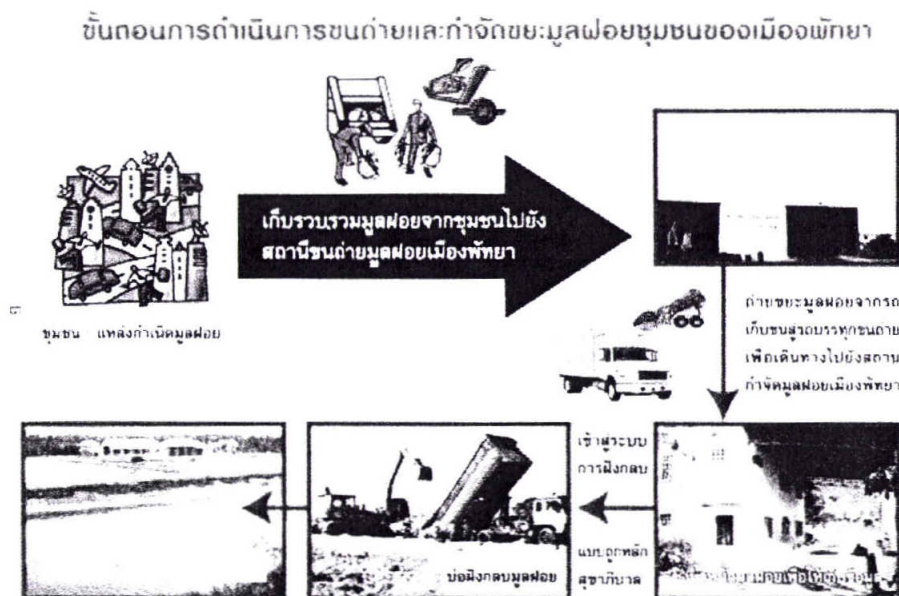 ขั้นตอนการดำเนินการขนถ่ายและกำจัดขยะมูลฝอยชุมชนของเมืองพัทยา
เก็บรวบรวมมูลฝอยจากชุมชนไปยัง
สถานีขนถ่ายมูลฝอยเมืองพัทยา
ชุมชน : แหล่งกำเนิดมูลฝอย
ถ่ายขยะมูลฝอยจากรถ
เก็บขนสู่รถบรรทุกขนถ่าย
เพื่อเดินทางไปยังสถาน
กำจัดมูลฝอยเมืองพัทยา
เข้าสู่ระบบ
การฝังกลบ
แบบถูกหลัก
สุขาภิบาล
บ่อฝังกลบมูลฝอย